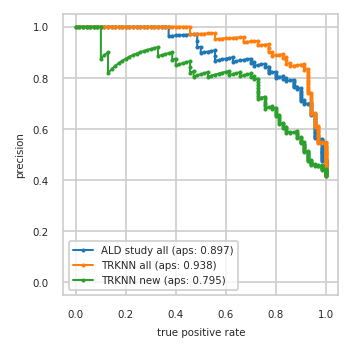 1.0
0.8
0.6
0.4
0.2
0.0
precision
ALD study all (aps: 0.897)
TRKNN all (aps: 0.938)
TRKNN new (aps: 0.795)
0.0 0.2 0.4 0.6 0.8 1.0
true positive rate